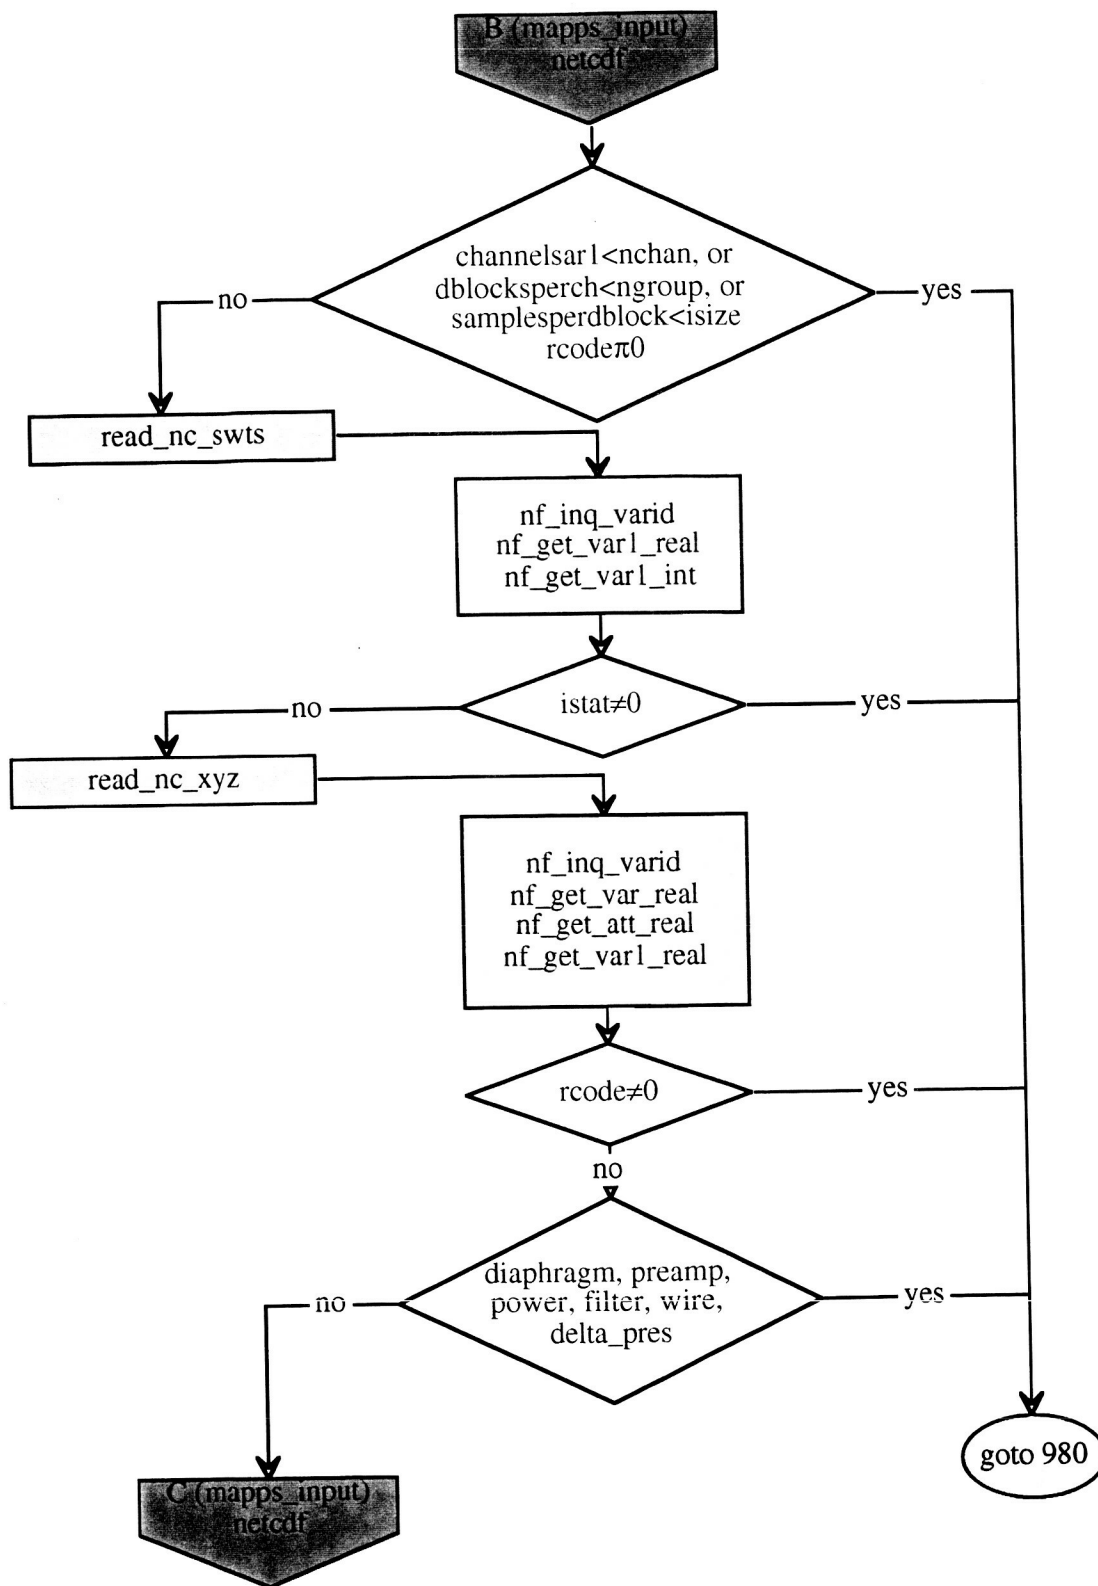 B (mapps_input)
netcdf
channelsar1<nchan, or
dblocksperch<ngroup, or
samplesperdblock<isize
rcodeπ0
no
yes
read_nc_swts
nf_inq_varid
nf_get_var1_real
nf_get_var1_int
istat≠0
no
yes
read_nc_xyz
nf_inq_varid
nf_get_var_real
nf_get_att_real
nf_get_var1_real
rcode≠0
yes
no
diaphragm, preamp,
power, filter, wire,
delta_pres
no
yes
goto 980
C (mapps_input)
netcdf